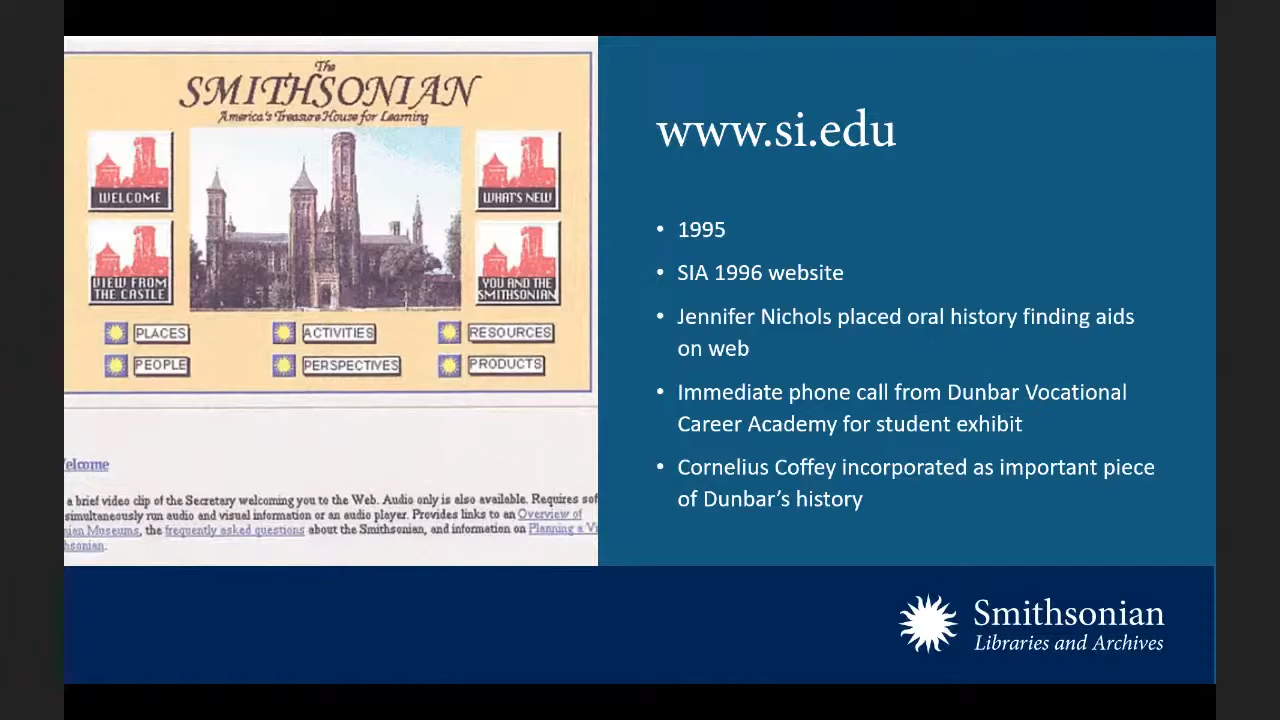 The
SMITHSONIAN
America's Treasure House for Learning
WELCOME
WHAT'S NEW
VIEW FROM
THE CASTLE
YOU AND THE
SMITHSONIAN
PLACES
ACTIVITIES
RESOURCES
PEOPLE
PERSPECTIVES
PRODUCTS
elcome
a brief video clip of the Secretary welcoming you to the Web. Audio only is also available. Requires sof
simultaneously run audio and visual information or an audio player. Provides links to an Overview of
nian Museums, the frequently asked questions about the Smithsonian, and information on Planning a Vi
hsonian.
www.si.edu
• 1995
• SIA 1996 website
• Jennifer Nichols placed oral history finding aids
on web
• Immediate phone call from Dunbar Vocational
Career Academy for student exhibit
• Cornelius Coffey incorporated as important piece
of Dunbar's history
Smithsonian
Libraries and Archives